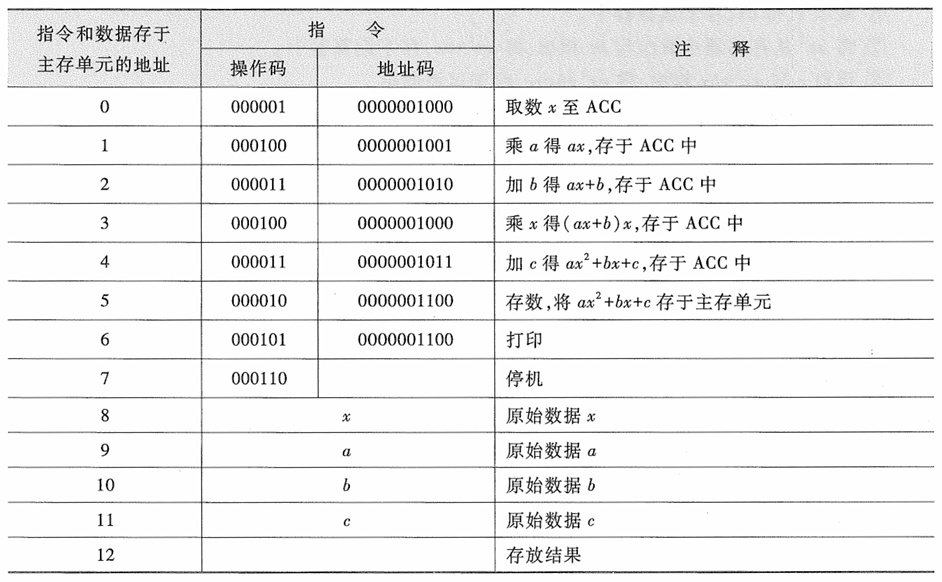 指令和数据存于
主存单元的地址
指 令
注 释
操作码 地址码
0 000001 0000001000 取数 x 至 ACC
1 000100 0000001001 乘 a 得 ax,存于 ACC 中
2 000011 0000001010 加 b 得 ax+b,存于 ACC 中
3 000100 0000001000 乘 x 得(ax+b)x,存于 ACC 中
4 000011 0000001011 加 c 得 ax²+bx+c,存于 ACC 中
5 000010 0000001100 存数,将 ax²+bx+c 存于主存单元
6 000101 0000001100 打印
7 000110 停机
8 x 原始数据 x
9 a 原始数据 a
10 b 原始数据 b
11 c 原始数据 c
12 存放结果